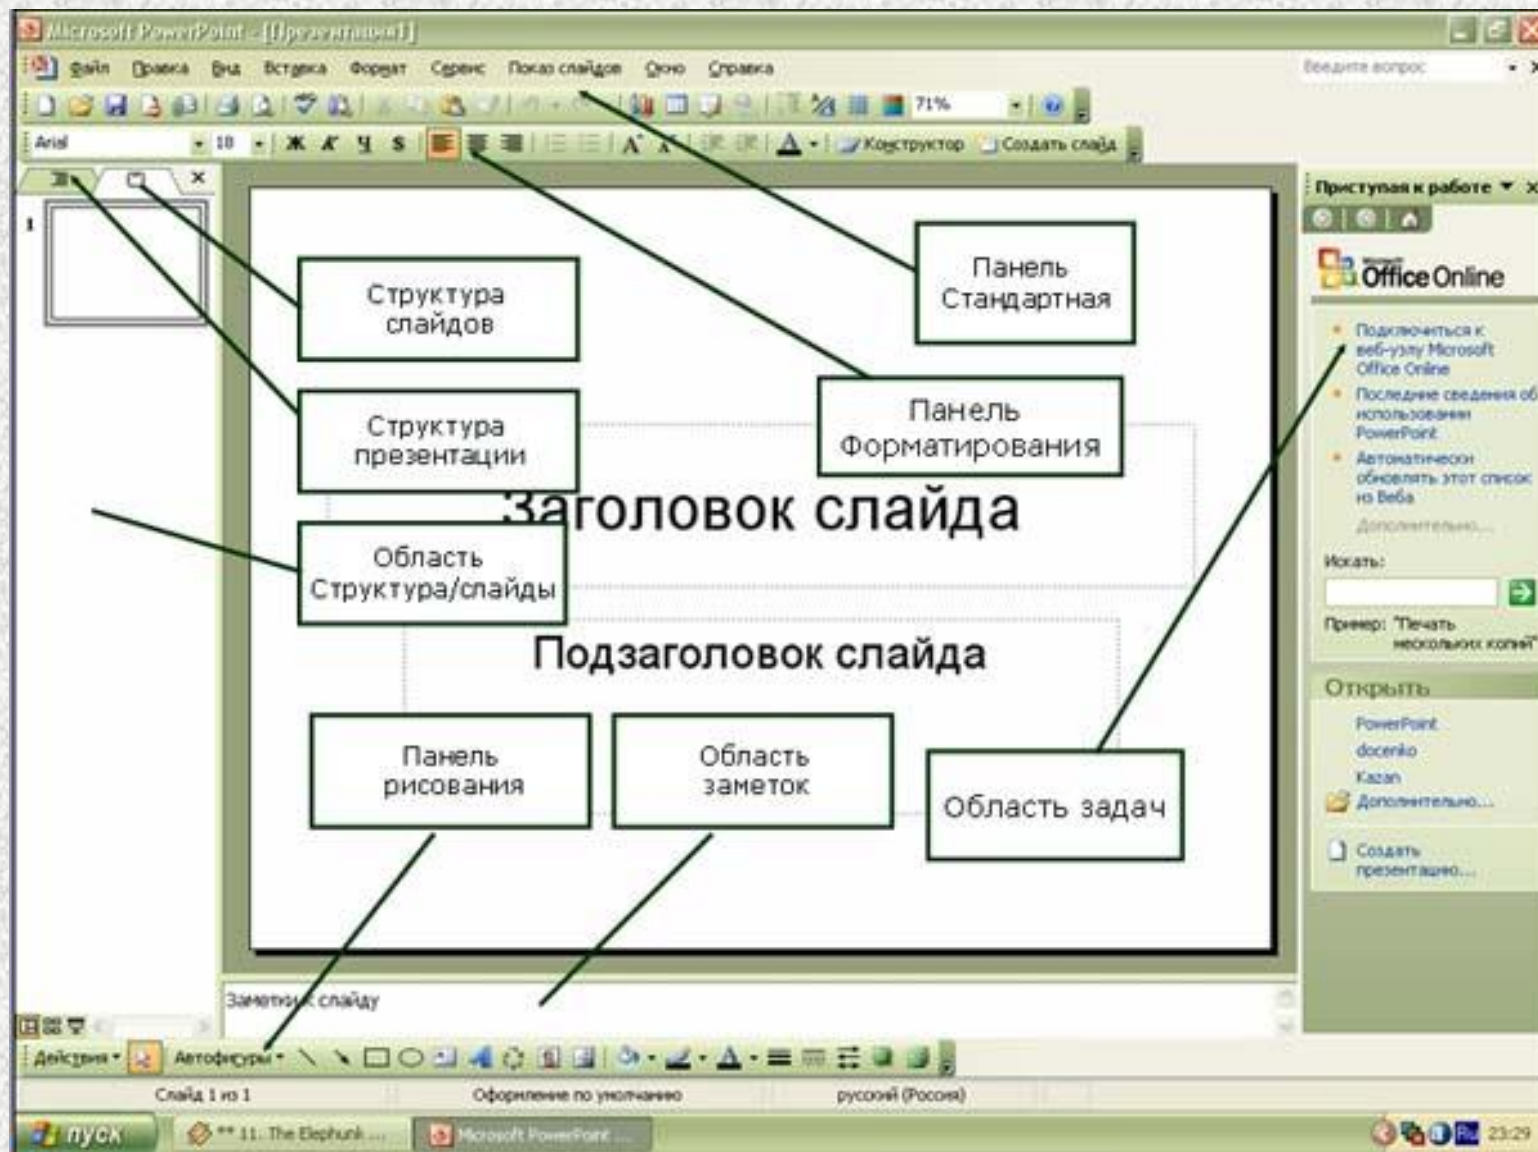 Microsoft PowerPoint - [Презентация1]
Файл Правка Вид Вставка Формат Сервис Показ слайдов Окно Справка
Введите вопрос
71%
Arial 18 Ж К Ч S Конструктор Создать слайд
Приступая к работе
1
Microsoft
Office Online
Структура
слайдов
Панель
Стандартная
Подключиться к
веб-узлу Microsoft
Office Online
Последние сведения об
использовании
PowerPoint
Автоматически
обновлять этот список
из Веба
Дополнительно...
Структура
презентации
Панель
Форматирования
Заголовок слайда
Область
Структура/слайды
Искать:
Пример: "Печать
нескольких копий"
Подзаголовок слайда
Открыть
PowerPoint
docenko
Kazan
Дополнительно...
Создать
презентацию...
Панель
рисования
Область
заметок
Область задач
Заметки к слайду
Действия Автофигуры
Слайд 1 из 1 Оформление по умолчанию русский (Россия)
пуск ** 11. The Elephunk ... Microsoft PowerPoint ... Ru 23:29